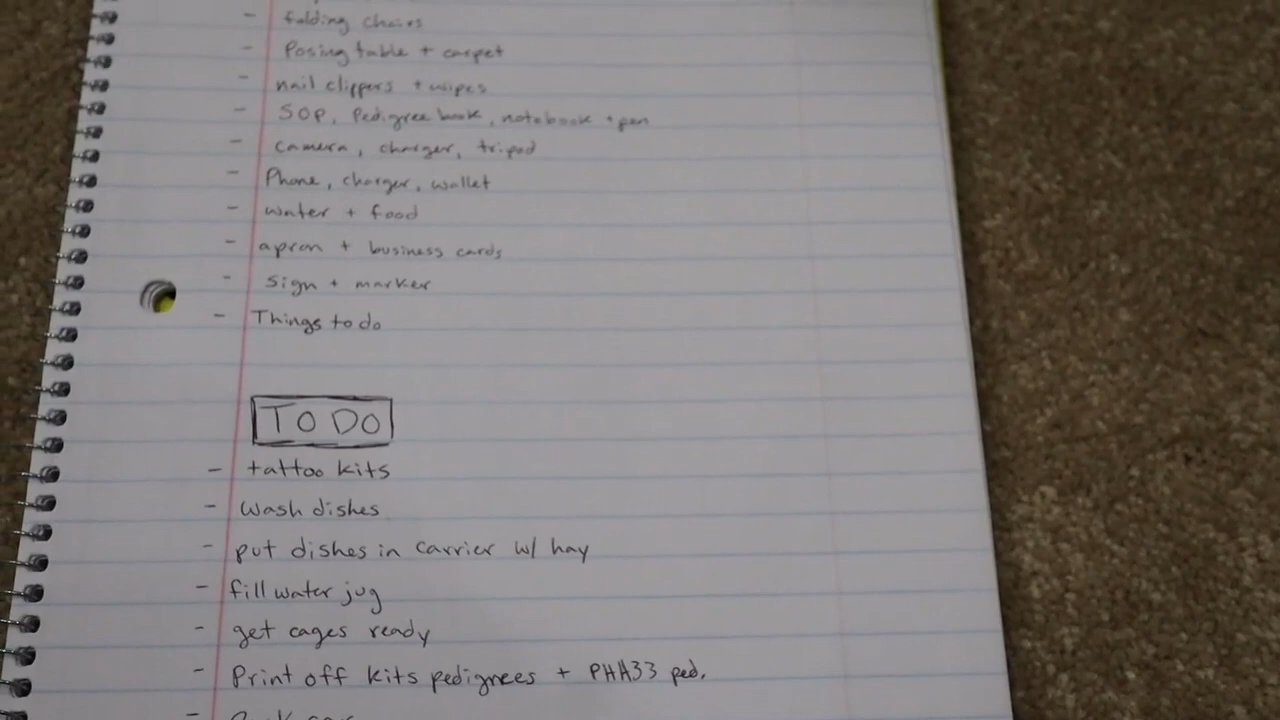 - folding chairs
- Posing table + carpet
- nail clippers + wipes
- SOP, Pedigree book, notebook + pen
- camera, charger, tripod
- Phone, charger, wallet
- water + food
- apron + business cards
- Sign + marker
- Things to do
TO DO
- tattoo kits
- wash dishes
- put dishes in carrier w/ hay
- fill water jug
- get cages ready
- Print off kits pedigrees + PHA33 ped.